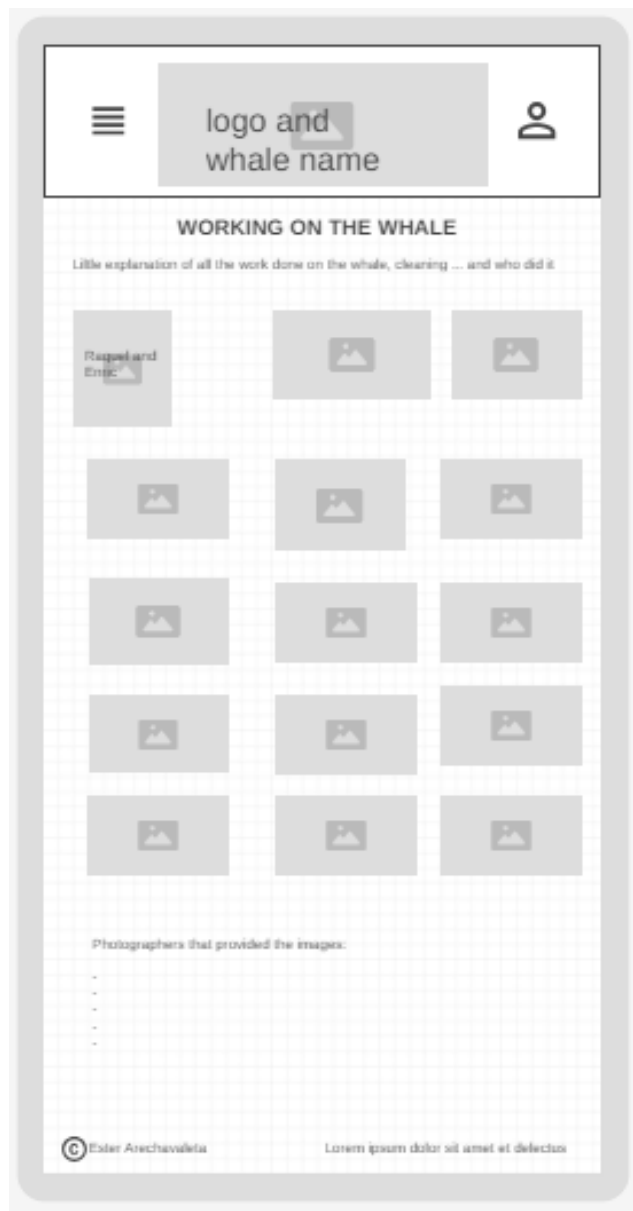 logo and
whale name
WORKING ON THE WHALE
Little explanation of all the work done on the whale, cleaning ... and who did it
Raquel and
Enric
Photographers that provided the images:
-
-
-
-
-
© Ester Arechavaleta
Lorem ipsum dolor sit amet et delectus